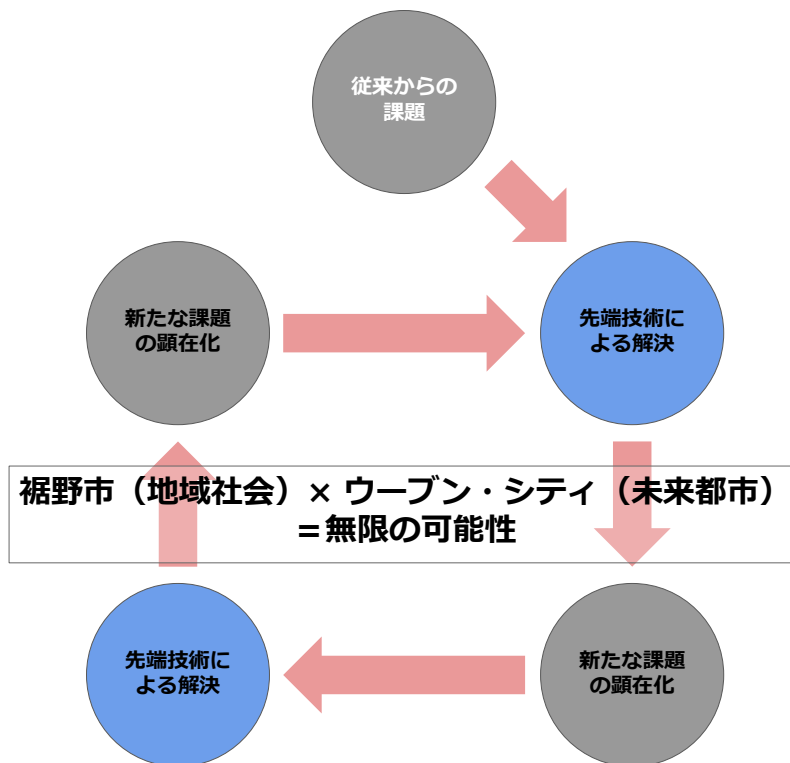 従来からの
課題
新たな課題
の顕在化
先端技術に
よる解決
裾野市（地域社会）× ウーブン・シティ（未来都市）
＝無限の可能性
先端技術に
よる解決
新たな課題
の顕在化